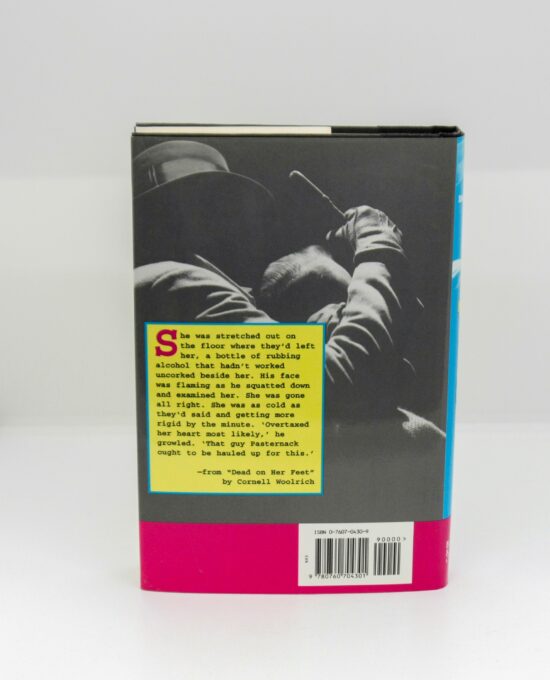 She was stretched out on
the floor where they'd left
her, a bottle of rubbing
alcohol that hadn't worked
uncorked beside her. His face
was flaming as he squatted down
and examined her. She was gone
all right. She was as cold as
they'd said and getting more
rigid by the minute. 'Overtaxed
her heart most likely,' he
growled. 'That guy Pasternack
ought to be hauled up for this.'
—from "Dead on Her Feet"
by Cornell Woolrich
ISBN 0-7607-0430-9
90000>
9 780760 704301